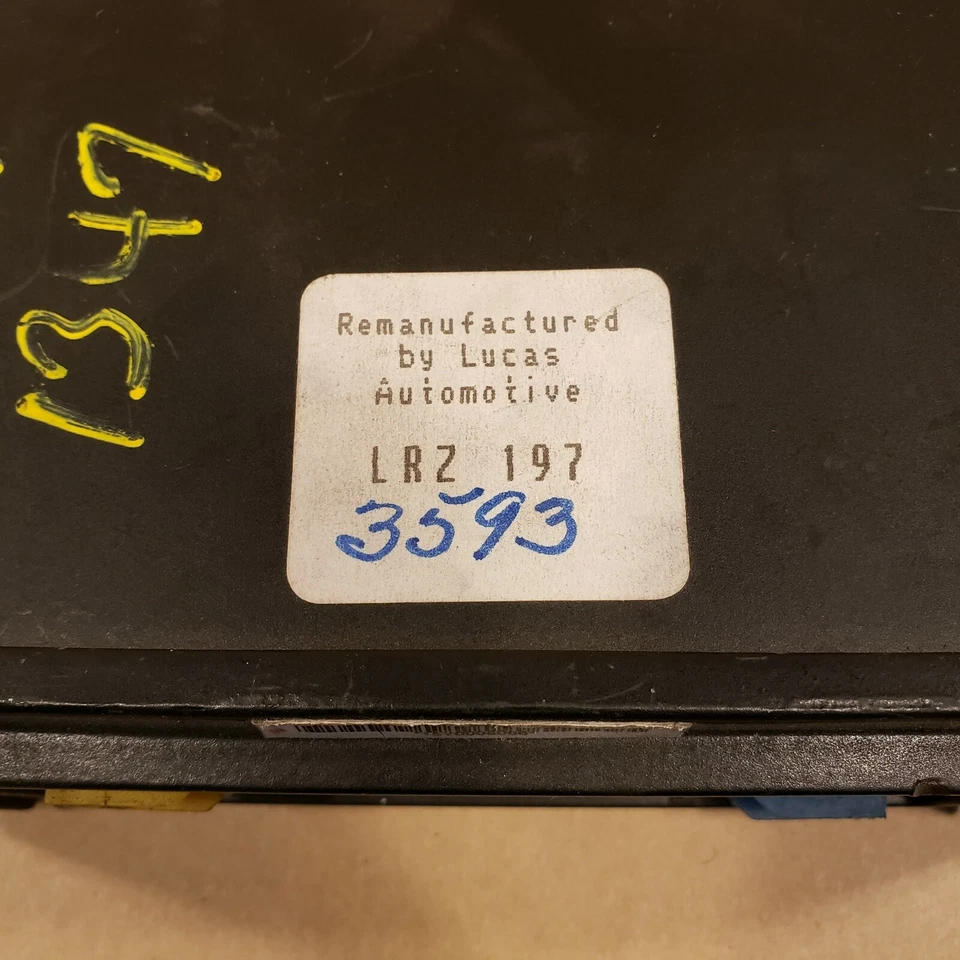 1347
Remanufactured
by Lucas
Automotive
LRZ 197
3593